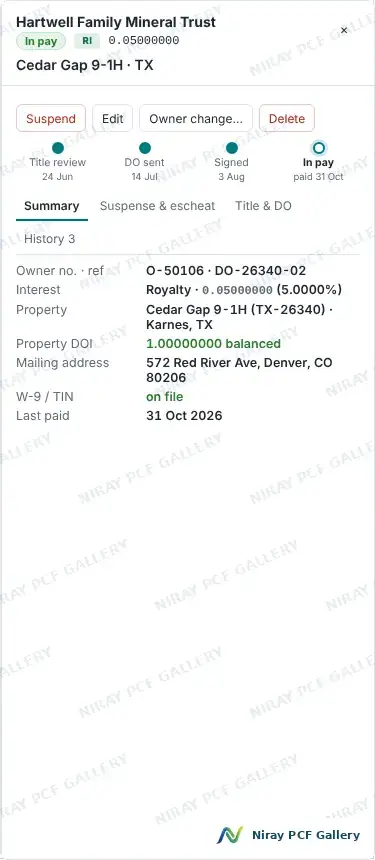 Hartwell Family Mineral Trust
In pay RI 0.05000000
×
Cedar Gap 9-1H · TX
Suspend Edit Owner change… Delete
Title review DO sent Signed In pay
24 Jun 14 Jul 3 Aug paid 31 Oct
Summary Suspense & escheat Title & DO
History 3
Owner no. · ref O-50106 · DO-26340-02
Interest Royalty · 0.05000000 (5.0000%)
Property Cedar Gap 9-1H (TX-26340) ·
Karnes, TX
Property DOI 1.00000000 balanced
Mailing address 572 Red River Ave, Denver, CO
80206
W-9 / TIN on file
Last paid 31 Oct 2026
NIRAY PCF GALLERY
Niray PCF Gallery